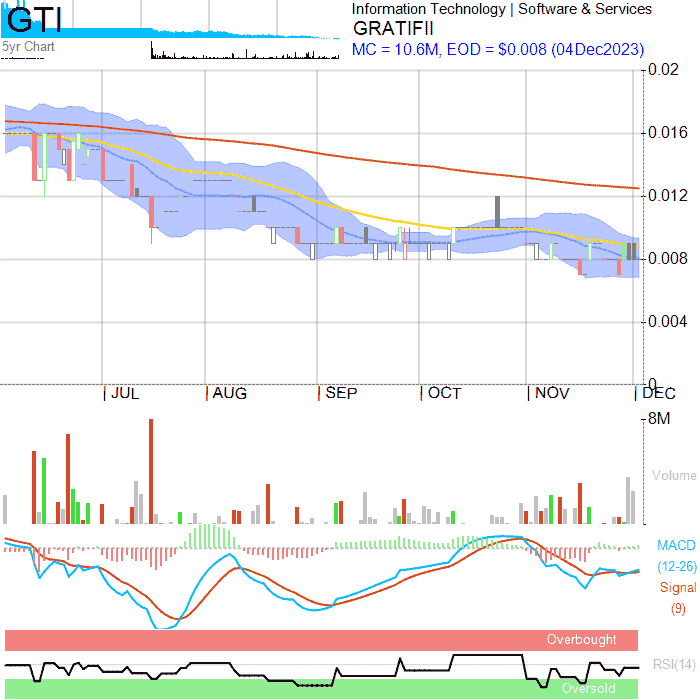 GTI
Information Technology | Software & Services
GRATIFII
5yr Chart
MC = 10.6M, EOD = $0.008 (04Dec2023)
0.02
0.016
0.012
0.008
0.004
0
JUL AUG SEP OCT NOV DEC
8M
Volume
MACD
(12-26)
Signal
(9)
Overbought
RSI(14)
Oversold